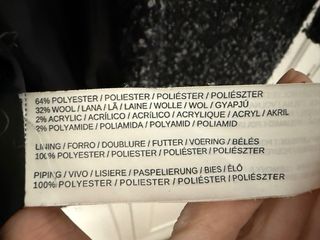 64% POLYESTER / POLIESTER / POLIÉSTER / POLIÉSZTER
32% WOOL / LANA / LÃ / LAINE / WOLLE / WOL / GYAPJÚ
2% ACRYLIC / ACRÍLICO / ACRÍLICO / ACRYLIQUE / ACRYL / AKRIL
2% POLYAMIDE / POLIAMIDA / POLYAMID / POLIAMID
LINING / FORRO / DOUBLURE / FUTTER / VOERING / BÉLÉS
100% POLYESTER / POLIESTER / POLIÉSTER / POLIÉSZTER
PIPING / VIVO / LISIERE / PASPELIERUNG / BIES / ÉLŐ
100% POLYESTER / POLIESTER / POLIÉSTER / POLIÉSZTER